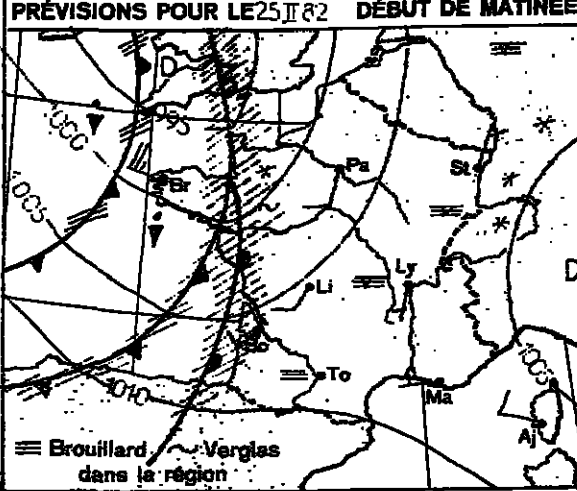 PRÉVISIONS POUR LE 25 II 82 DÉBUT DE MATINÉE
D
995
1000
Br
Pa
St
1005
Li
Ly
D
Bo
To
1005
1010
Ma
Aj
Brouillard Verglas
dans la région